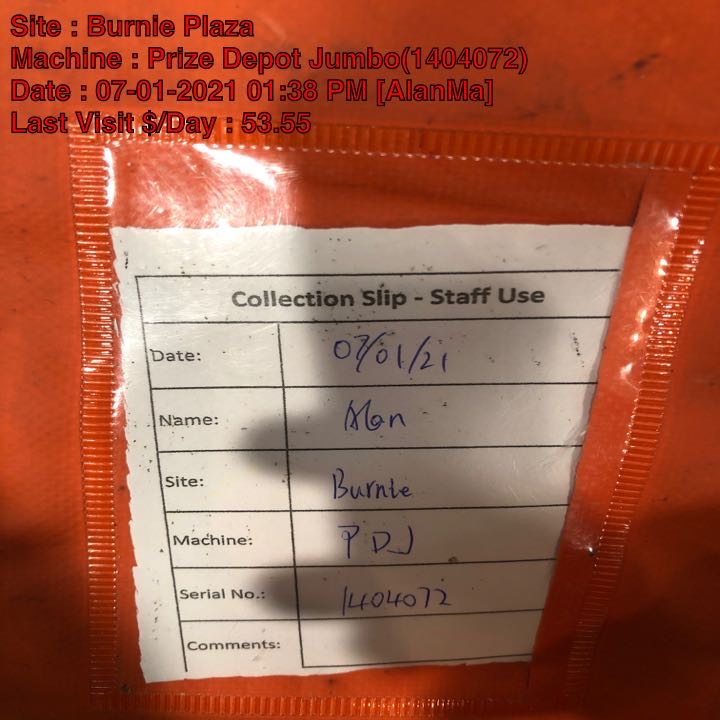 Site : Burnie Plaza
Machine : Prize Depot Jumbo(1404072)
Date : 07-01-2021 01:38 PM [AlanMa]
Last Visit $/Day : 53.55
Collection Slip - Staff Use
Date: 07/01/21
Name: Alan
Site: Burnie
Machine: PDJ
Serial No.: 1404072
Comments: